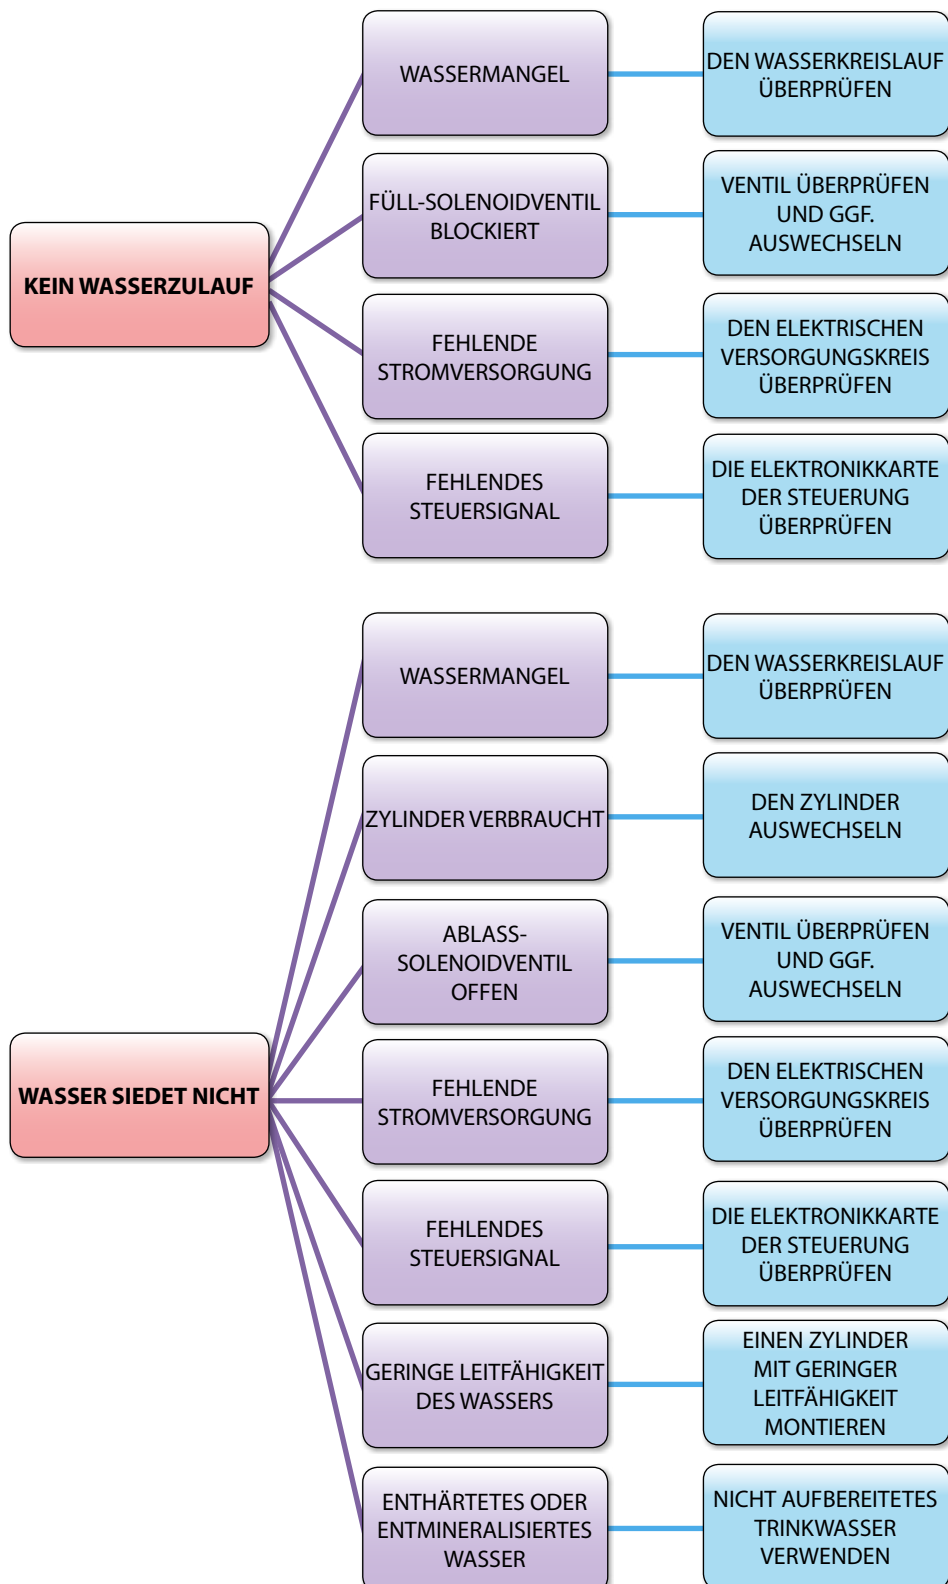 WASSERMANGEL
DEN WASSERKREISLAUF
ÜBERPRÜFEN
FÜLL-SOLENOIDVENTIL
BLOCKIERT
VENTIL ÜBERPRÜFEN
UND GGF.
AUSWECHSELN
KEIN WASSERZULAUF
FEHLENDE
STROMVERSORGUNG
DEN ELEKTRISCHEN
VERSORGUNGSKREIS
ÜBERPRÜFEN
FEHLENDES
STEUERSIGNAL
DIE ELEKTRONIKKARTE
DER STEUERUNG
ÜBERPRÜFEN
WASSERMANGEL
DEN WASSERKREISLAUF
ÜBERPRÜFEN
ZYLINDER VERBRAUCHT
DEN ZYLINDER
AUSWECHSELN
ABLASS-
SOLENOIDVENTIL
OFFEN
VENTIL ÜBERPRÜFEN
UND GGF.
AUSWECHSELN
WASSER SIEDET NICHT
FEHLENDE
STROMVERSORGUNG
DEN ELEKTRISCHEN
VERSORGUNGSKREIS
ÜBERPRÜFEN
FEHLENDES
STEUERSIGNAL
DIE ELEKTRONIKKARTE
DER STEUERUNG
ÜBERPRÜFEN
GERINGE LEITFÄHIGKEIT
DES WASSERS
EINEN ZYLINDER
MIT GERINGER
LEITFÄHIGKEIT
MONTIEREN
ENTHÄRTETES ODER
ENTMINERALISIERTES
WASSER
NICHT AUFBEREITETES
TRINKWASSER
VERWENDEN